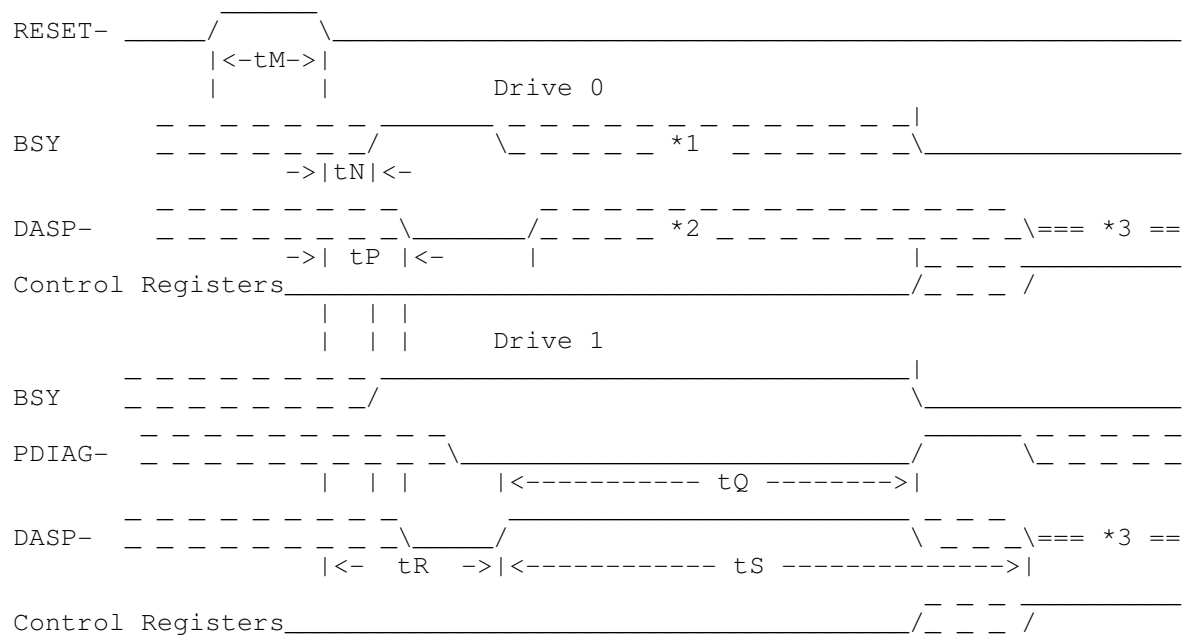 RESET-
|<-tM->|
Drive 0
BSY *1
->|tN|<-
DASP- *2 === *3 ==
->| tP |<-
Control Registers
Drive 1
BSY
PDIAG-
|<----------- tQ -------->|
DASP- === *3 ==
|<- tR ->|<------------ tS -------------->|
Control Registers